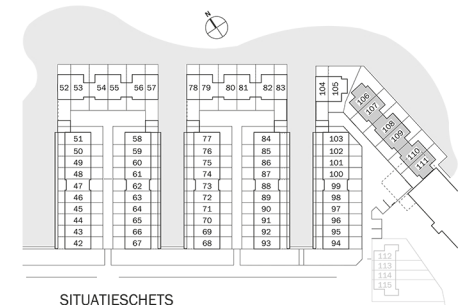 N
52 53 54 55 56 57 78 79 80 81 82 83 104 105
106
107
108
109
110
111
51 58 77 84 103
50 59 76 85 102
49 60 75 86 101
48 61 74 87 100
47 62 73 88 99
46 63 72 89 98
45 64 71 90 97
44 65 70 91 96
43 66 69 92 95
42 67 68 93 94
112
113
114
115
SITUATIESCHETS